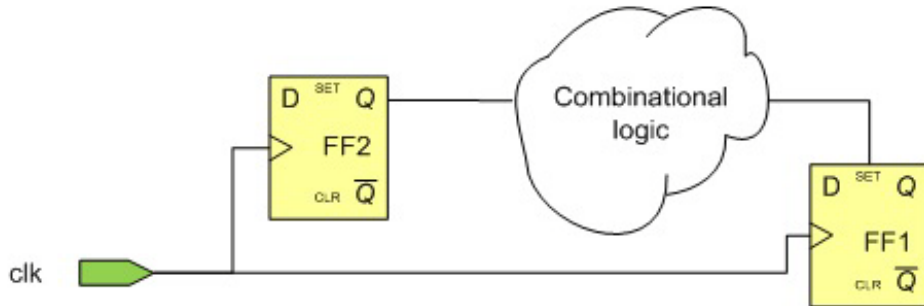 D SET Q
FF2
CLR Q
Combinational
logic
D SET Q
FF1
CLR Q
clk